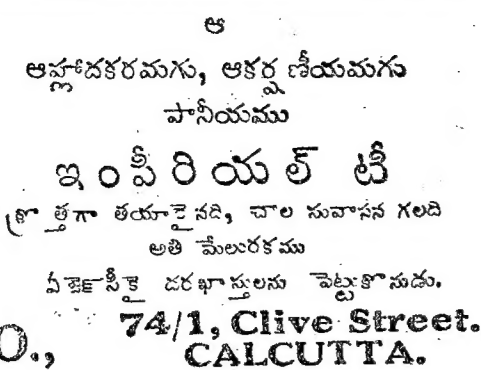 ఆ
ఆహ్లాదకరమగు, ఆకర్షణీయమగు
పానీయము
ఇంపీరియల్ టీ
క్రొత్తగా తయారైనది, చాల సువాసన గలది
అతి మేలురకము
ఏజెన్సీకై దరఖాస్తులను పెట్టుకొనుడు.
74/1, Clive Street.
O., CALCUTTA.